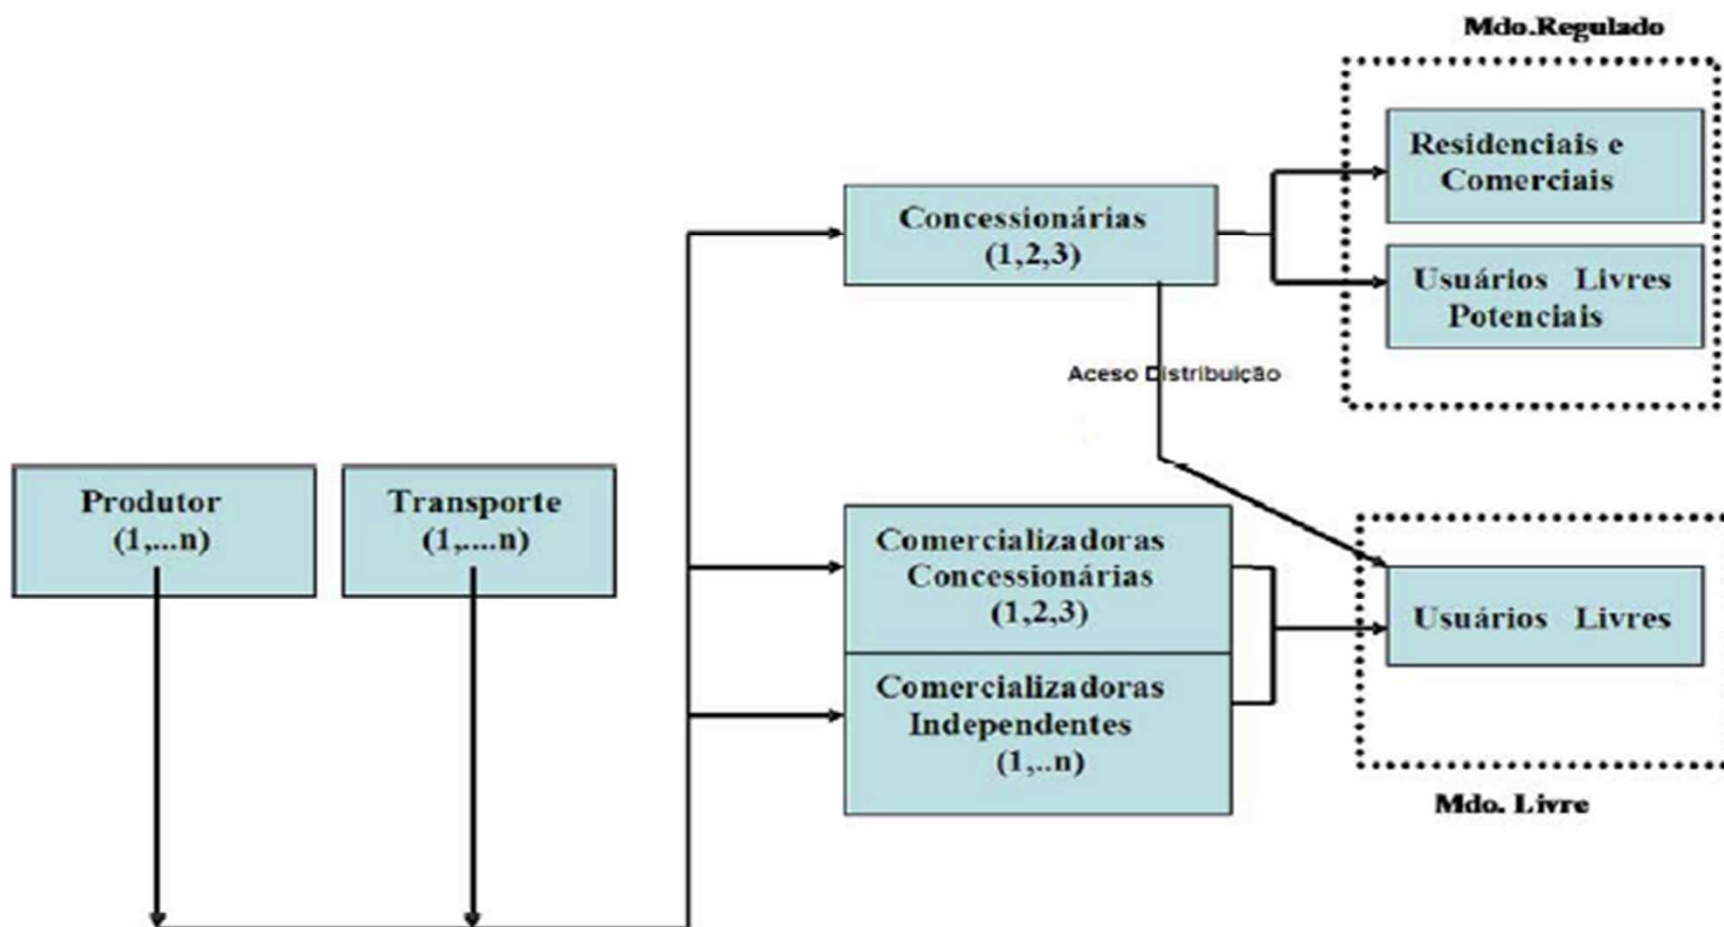 Mdo.Regulado
Residenciais e
Comerciais
Concessionárias
(1,2,3)
Usuários Livres
Potenciais
Aceso Distribuição
Produtor
(1,...n)
Transporte
(1,....n)
Comercializadoras
Concessionárias
(1,2,3)
Usuários Livres
Comercializadoras
Independentes
(1,..n)
Mdo. Livre